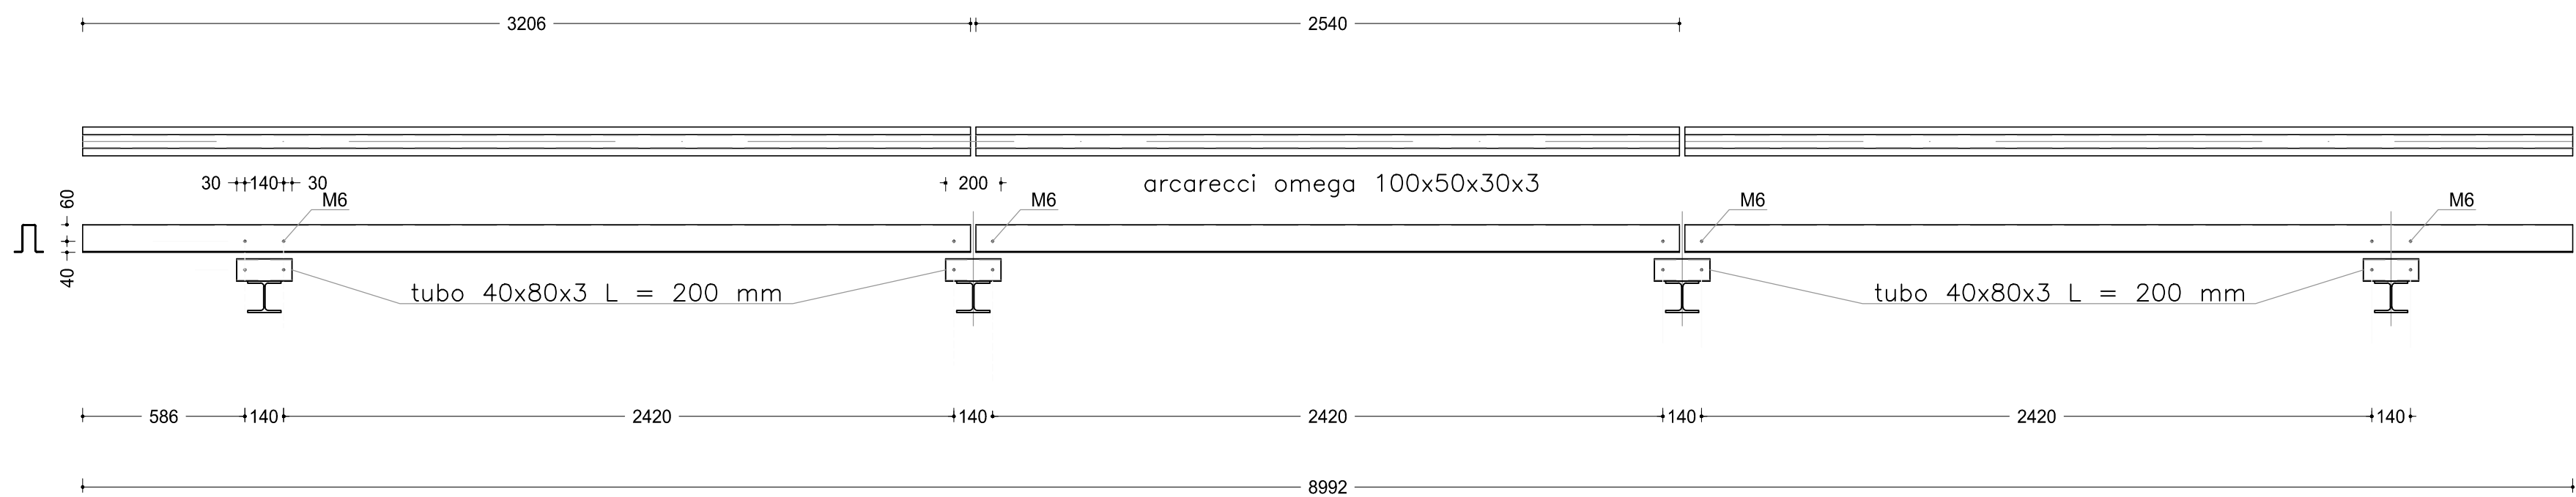 3206 2540
30 140 30 200 arcarecci omega 100x50x30x3
60 M6 M6 M6 M6
40
tubo 40x80x3 L = 200 mm tubo 40x80x3 L = 200 mm
586 140 2420 140 2420 140 2420 140
8992